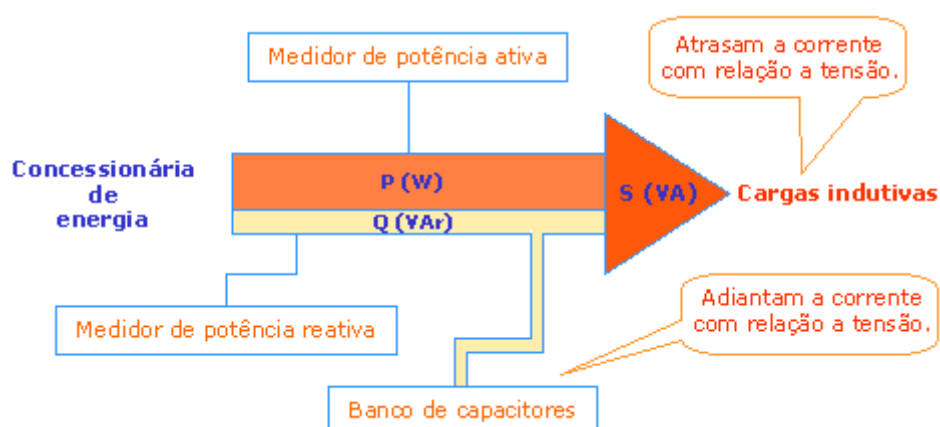 Medidor de potência ativa
Atrasam a corrente
com relação a tensão.
Concessionária
de
energia
P (W)
Q (VAr)
S (VA)
Cargas indutivas
Medidor de potência reativa
Adiantam a corrente
com relação a tensão.
Banco de capacitores